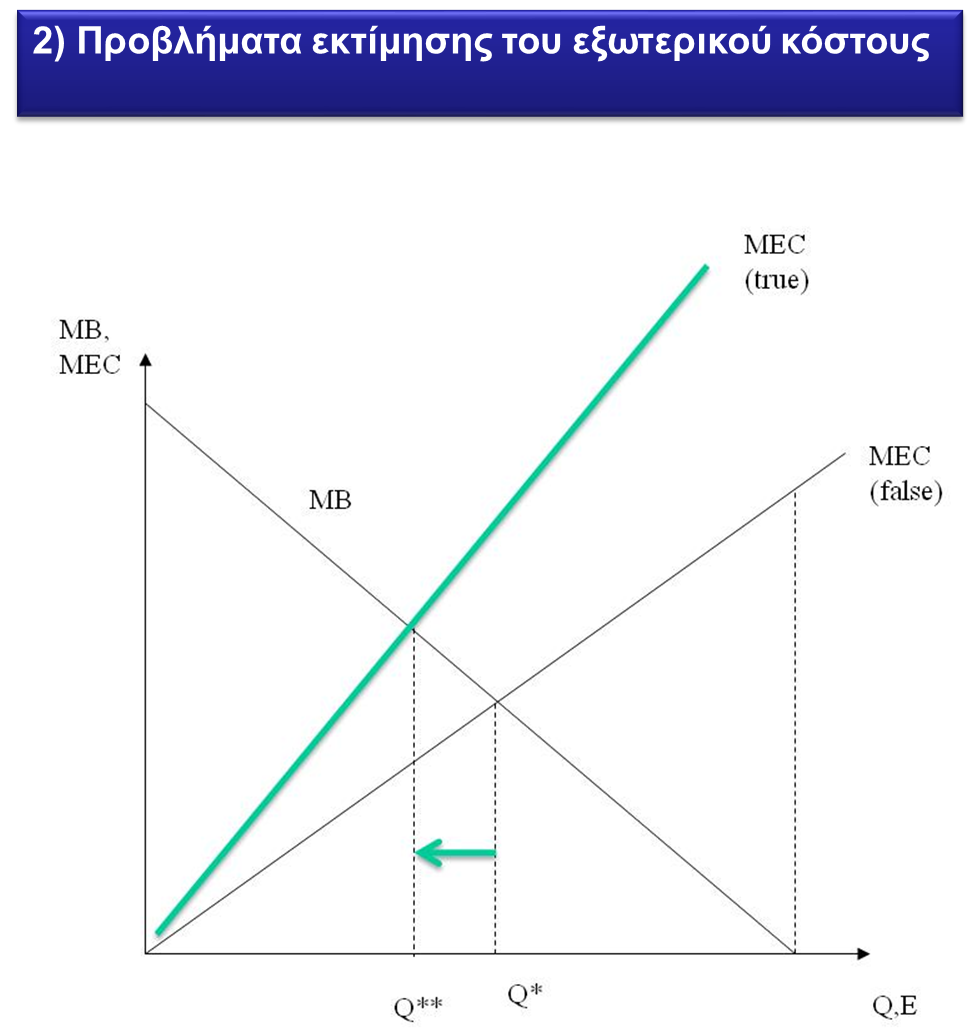 2) Προβλήματα εκτίμησης του εξωτερικού κόστους
MEC
(true)
MB,
MEC
MEC
(false)
MB
Q**
Q*
Q,E